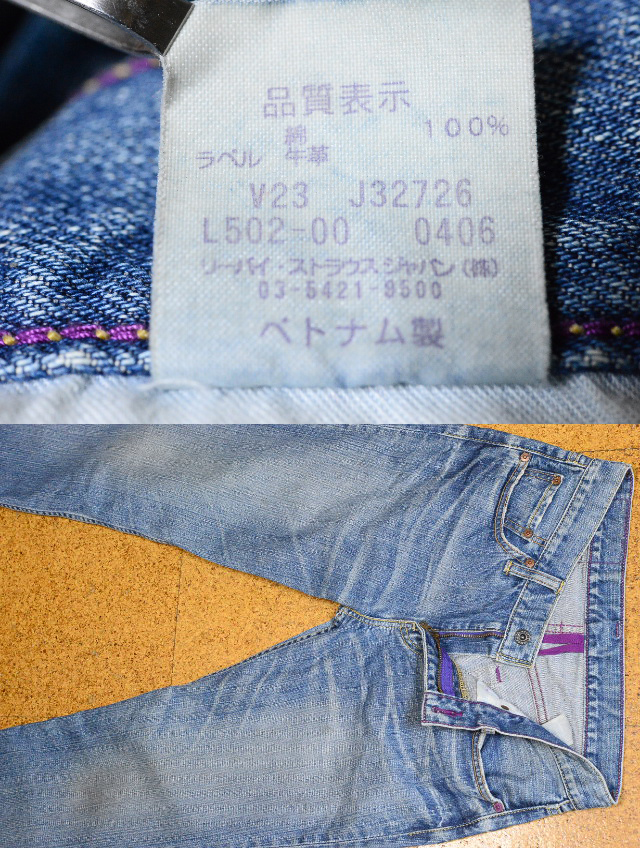 品質表示
綿 100%
ラベル 牛革
V23 J32726
L502-00 0406
リーバイ・ストラウスジャパン(株)
03-5421-9500
ベトナム製